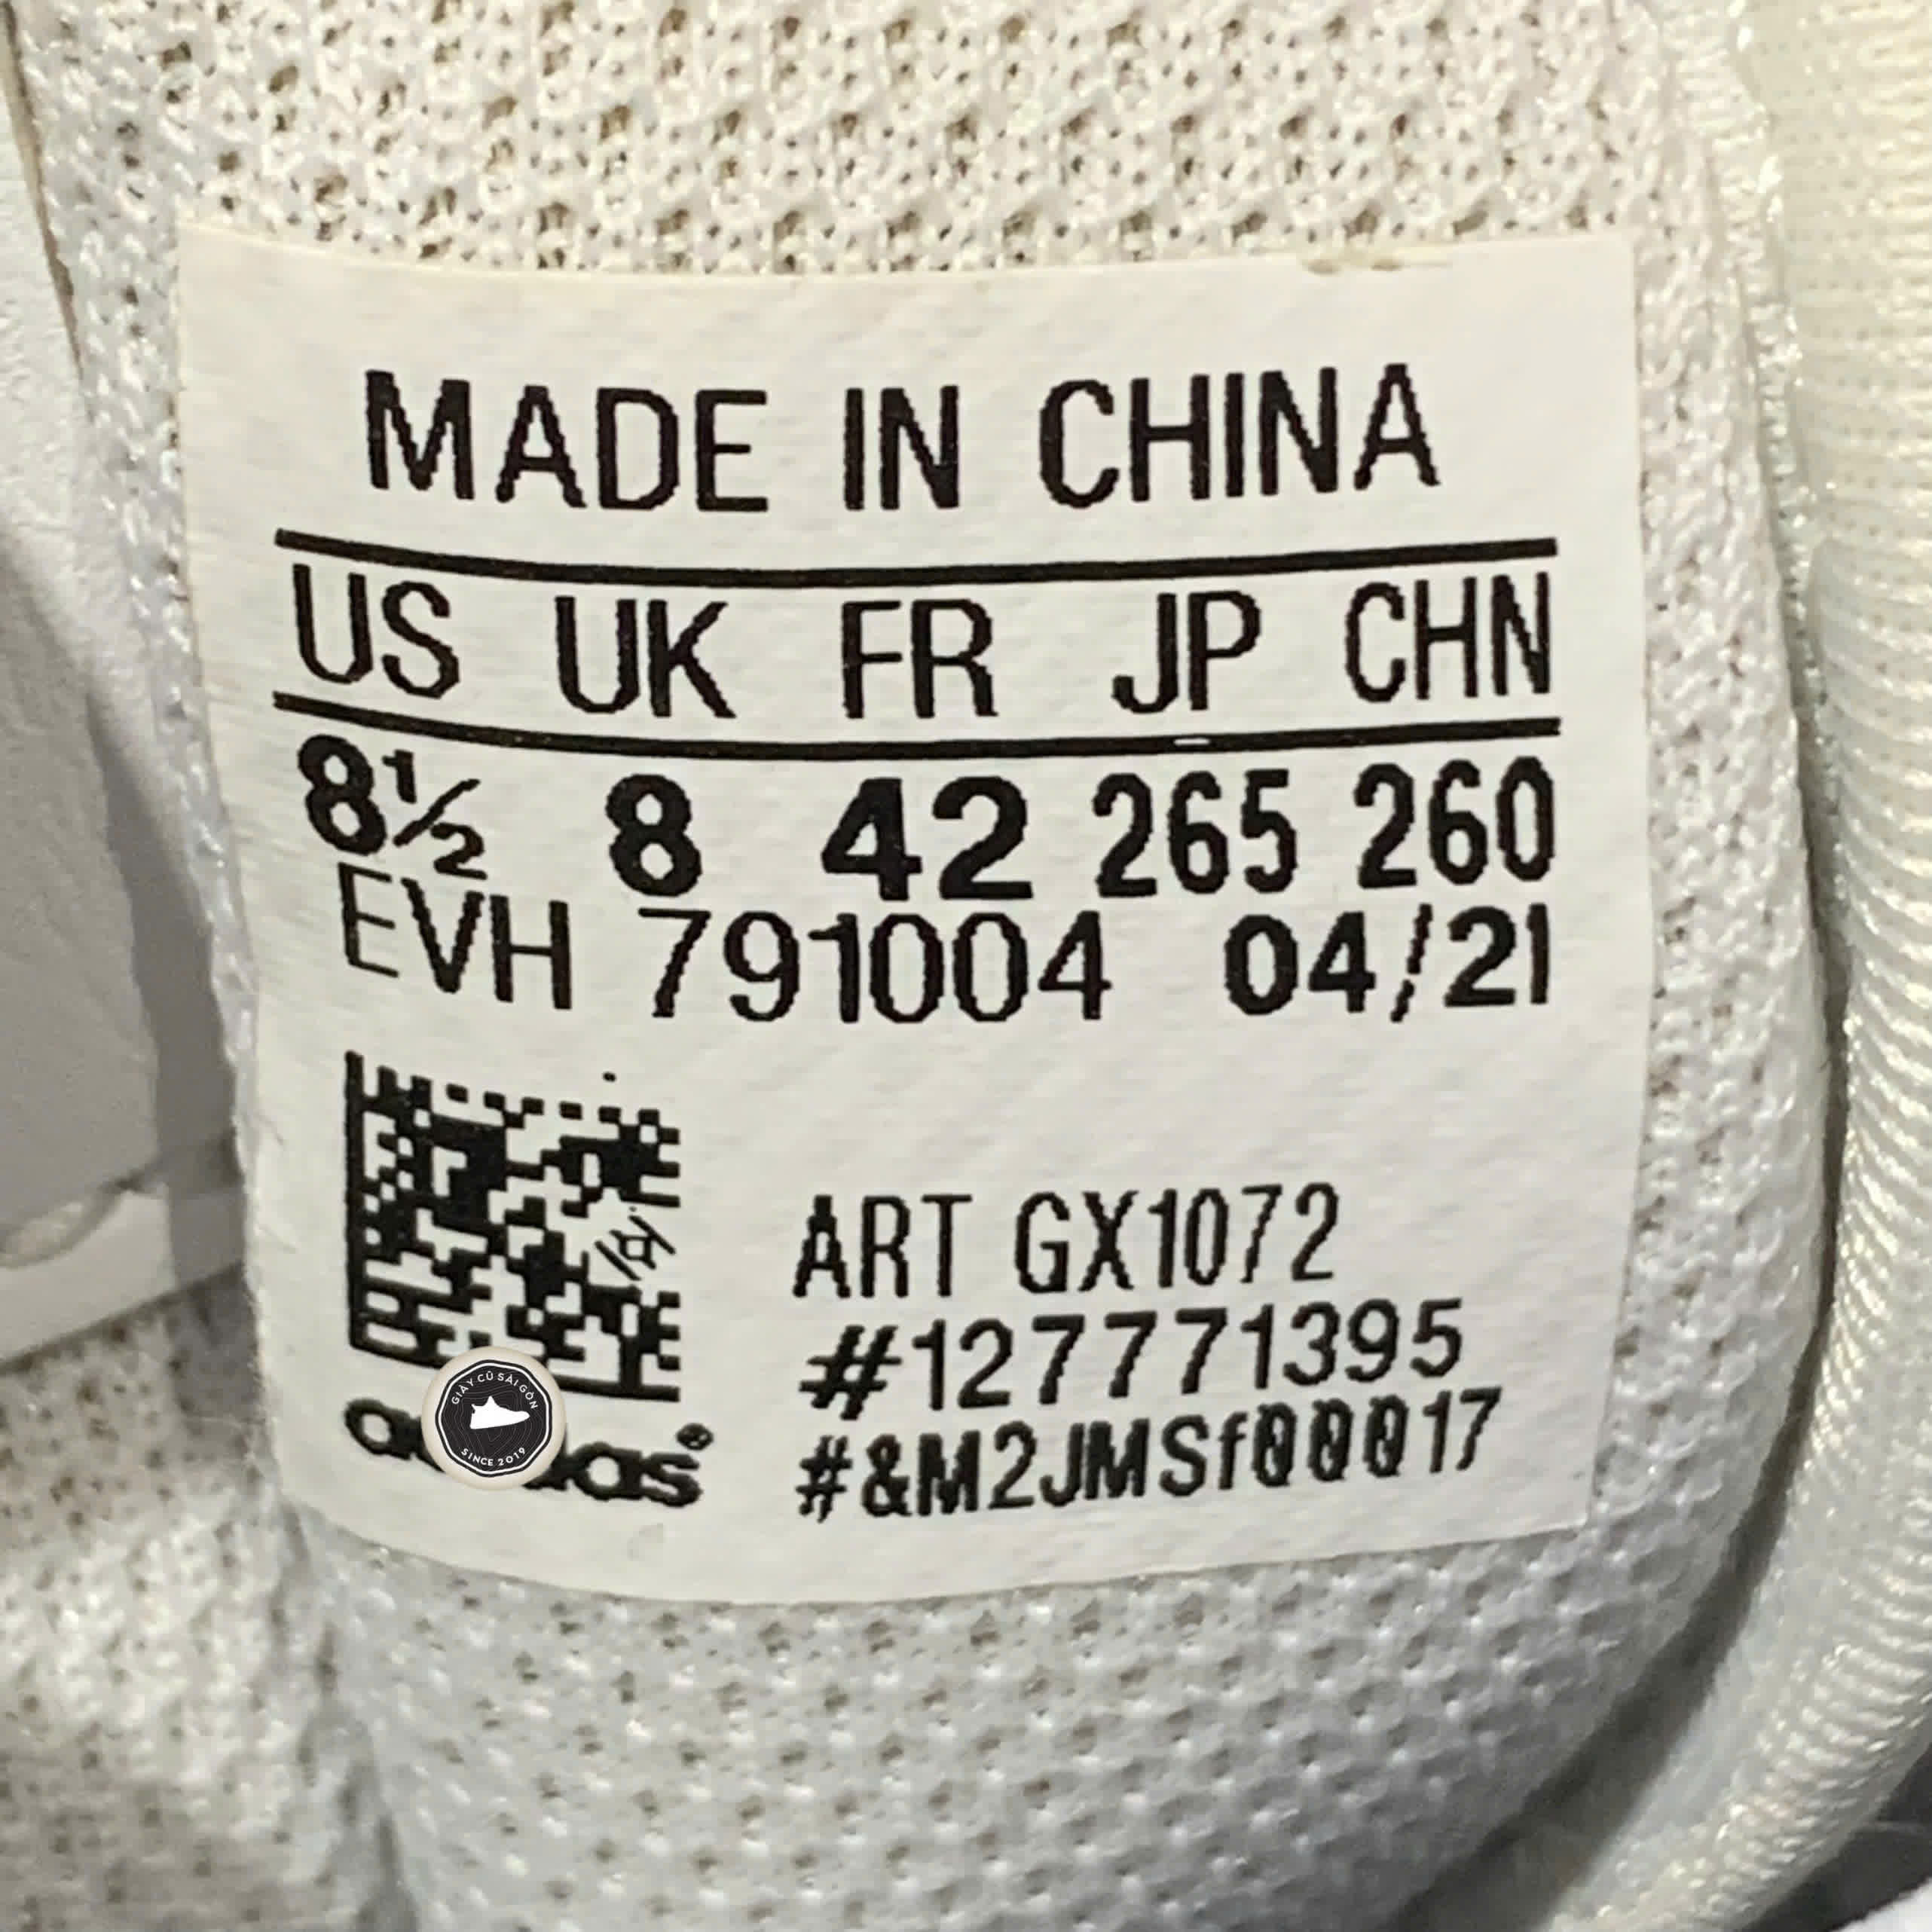 MADE IN CHINA
US UK FR JP CHN
8½ 8 42 265 260
EVH 791004 04/21
ART GX1072
#127771395
#&M2JMSf00017
GIÀY CŨ SÀI GÒN
SINCE 2019